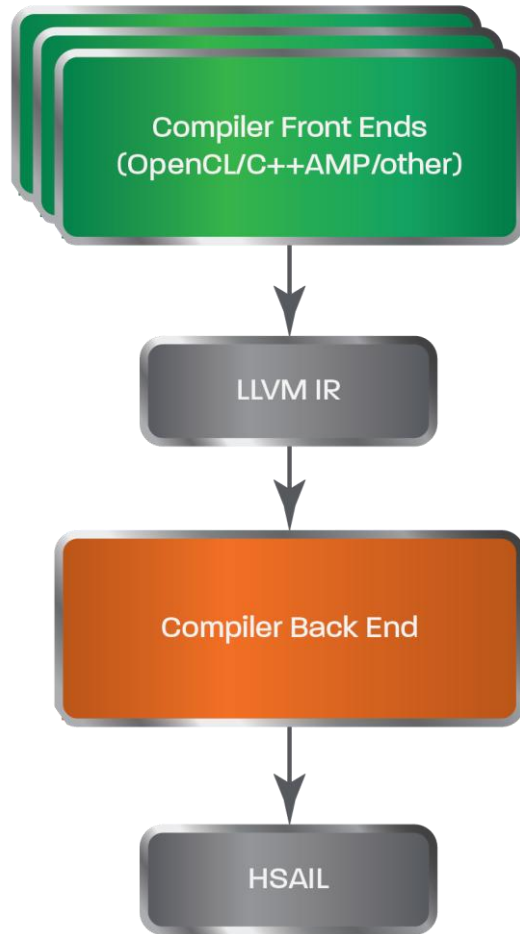 Compiler Front Ends
(OpenCL/C++AMP/other)
LLVM IR
Compiler Back End
HSAIL